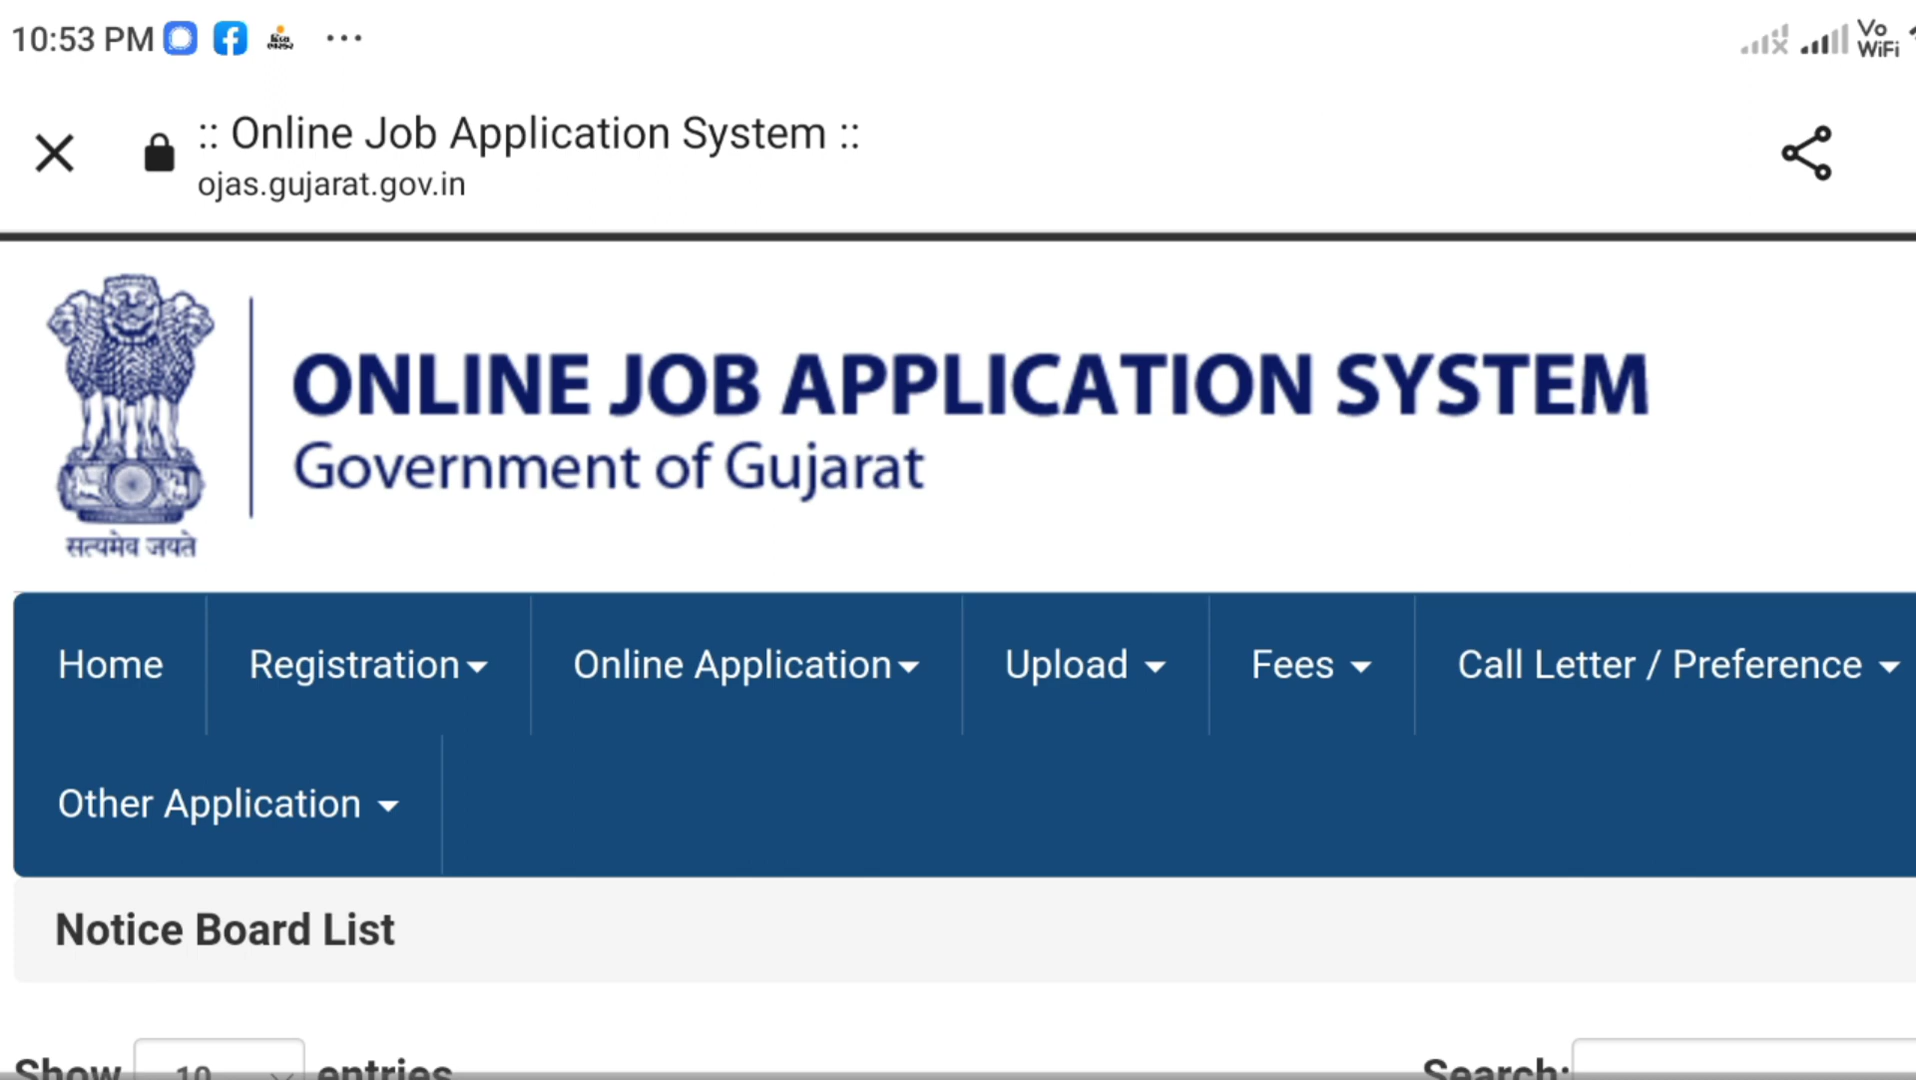 10:53 PM
Vo
WiFi
:: Online Job Application System ::
ojas.gujarat.gov.in
सत्यमेव जयते
ONLINE JOB APPLICATION SYSTEM
Government of Gujarat
Home Registration Online Application Upload Fees Call Letter / Preference
Other Application
Notice Board List
Show 10 entries Search: